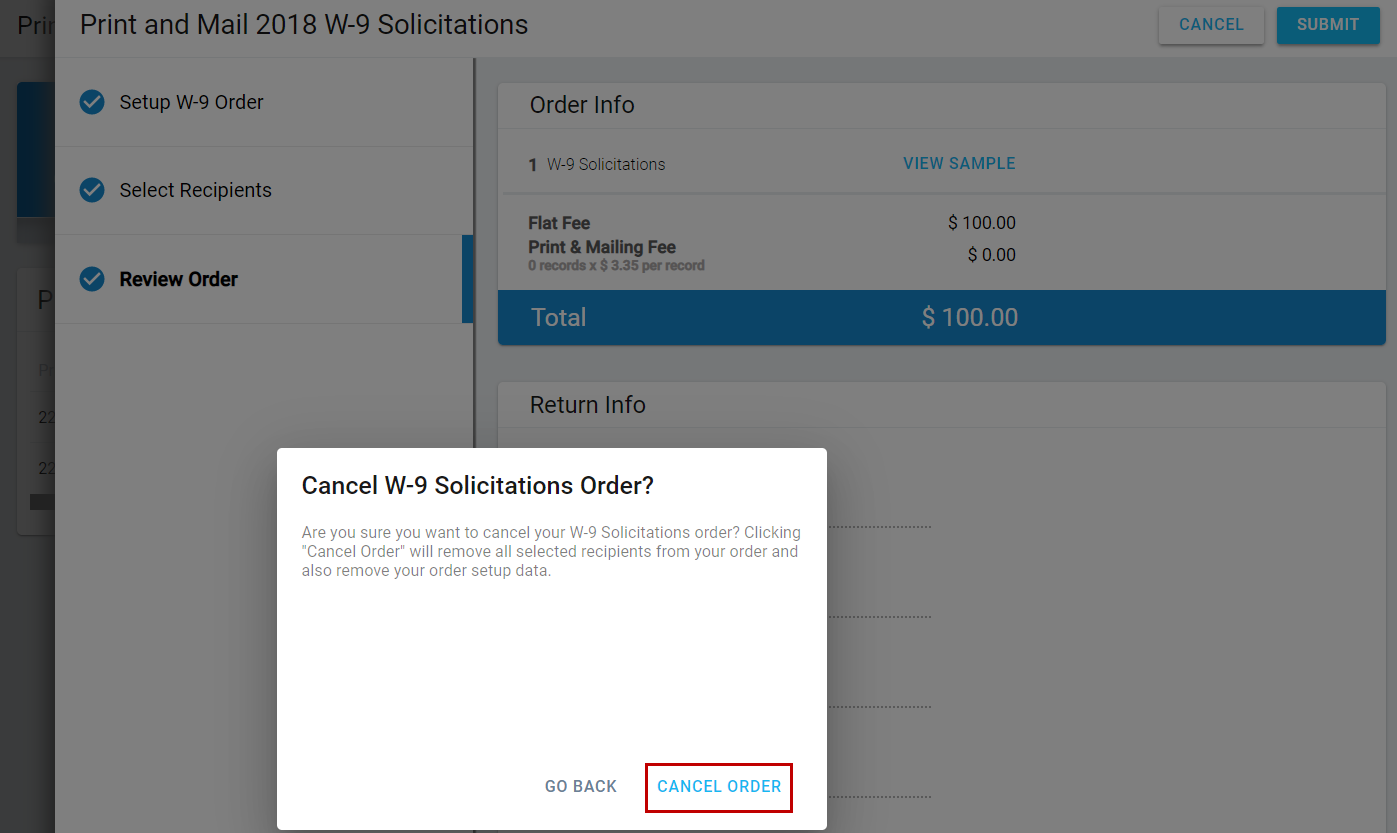 Print and Mail 2018 W-9 Solicitations
CANCEL
SUBMIT
Setup W-9 Order
Select Recipients
Review Order
Order Info
1 W-9 Solicitations
VIEW SAMPLE
Flat Fee
$ 100.00
Print & Mailing Fee
$ 0.00
0 records x $ 3.35 per record
Total
$ 100.00
Return Info
Cancel W-9 Solicitations Order?
Are you sure you want to cancel your W-9 Solicitations order? Clicking
"Cancel Order" will remove all selected recipients from your order and
also remove your order setup data.
GO BACK
CANCEL ORDER